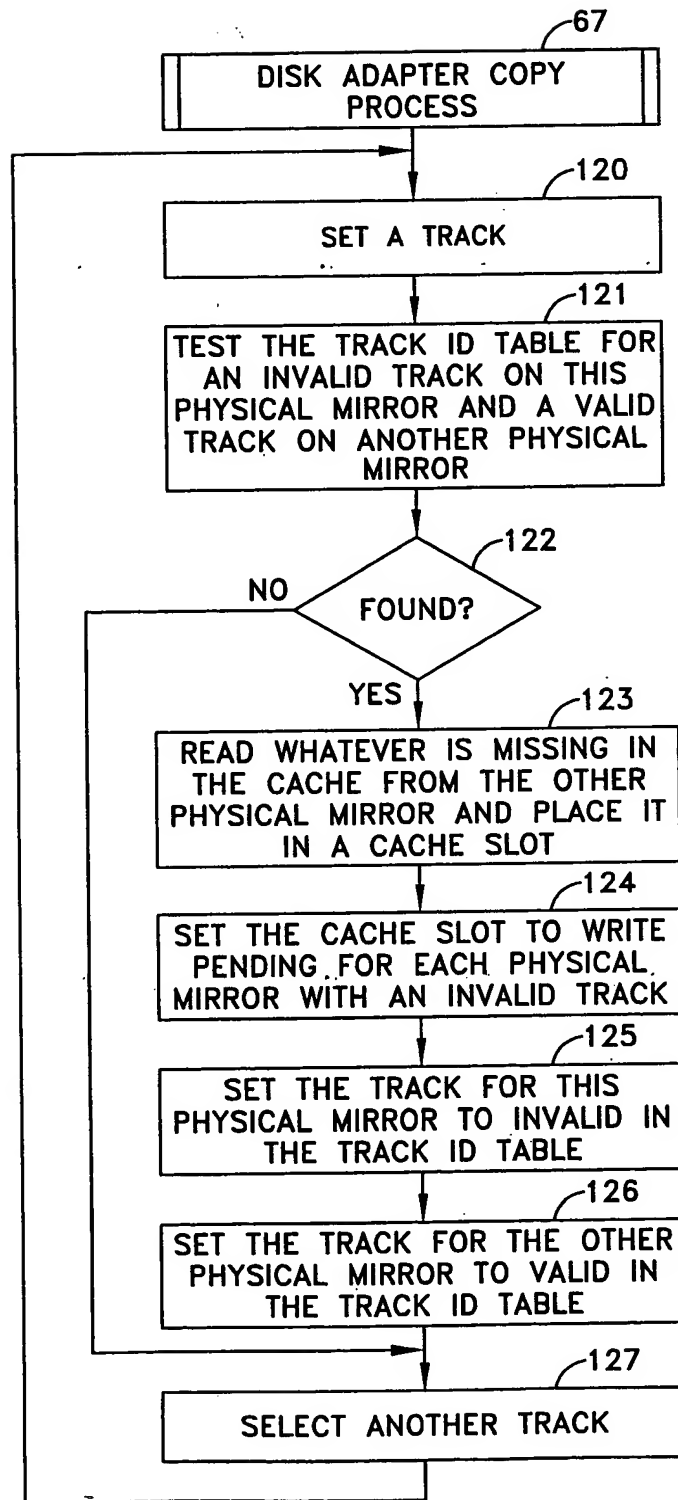 67
DISK ADAPTER COPY
PROCESS
120
SET A TRACK
121
TEST THE TRACK ID TABLE FOR
AN INVALID TRACK ON THIS
PHYSICAL MIRROR AND A VALID
TRACK ON ANOTHER PHYSICAL
MIRROR
122
NO
FOUND?
YES
123
READ WHATEVER IS MISSING IN
THE CACHE FROM THE OTHER
PHYSICAL MIRROR AND PLACE IT
IN A CACHE SLOT
124
SET THE CACHE SLOT TO WRITE
PENDING FOR EACH PHYSICAL
MIRROR WITH AN INVALID TRACK
125
SET THE TRACK FOR THIS
PHYSICAL MIRROR TO INVALID IN
THE TRACK ID TABLE
126
SET THE TRACK FOR THE OTHER
PHYSICAL MIRROR TO VALID IN
THE TRACK ID TABLE
127
SELECT ANOTHER TRACK